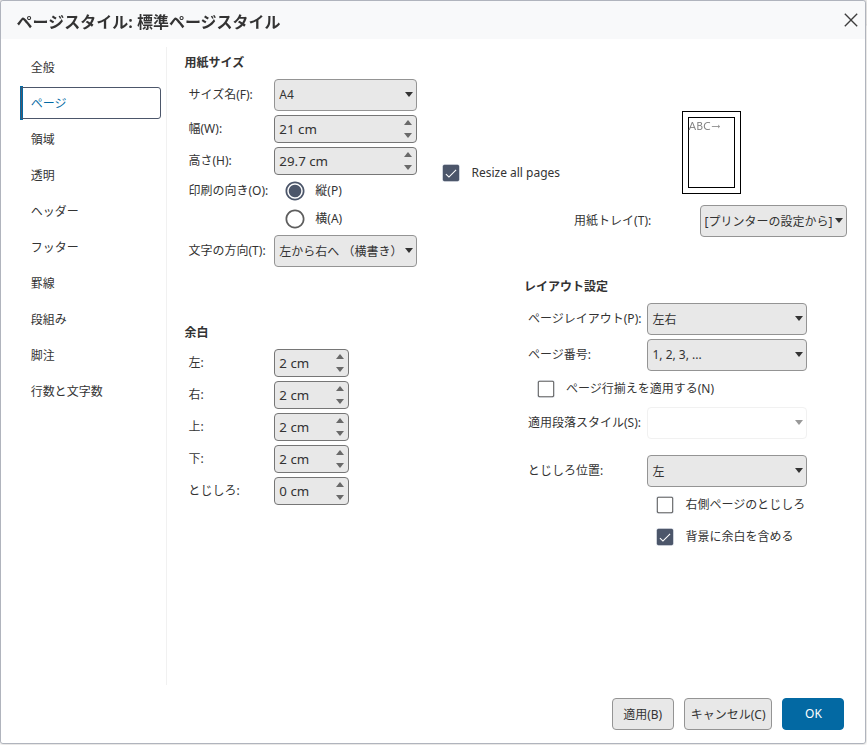 ページスタイル: 標準ページスタイル
全般
ページ
領域
透明
ヘッダー
フッター
罫線
段組み
脚注
行数と文字数
用紙サイズ
サイズ名(F): A4
幅(W): 21 cm
高さ(H): 29.7 cm
印刷の向き(O): 縦(P)
横(A)
文字の方向(T): 左から右へ （横書き）
Resize all pages
ABC→
用紙トレイ(T): [プリンターの設定から]
余白
左: 2 cm
右: 2 cm
上: 2 cm
下: 2 cm
とじしろ: 0 cm
レイアウト設定
ページレイアウト(P): 左右
ページ番号: 1, 2, 3, ...
ページ行揃えを適用する(N)
適用段落スタイル(S):
とじしろ位置: 左
右側ページのとじしろ
背景に余白を含める
適用(B) キャンセル(C) OK